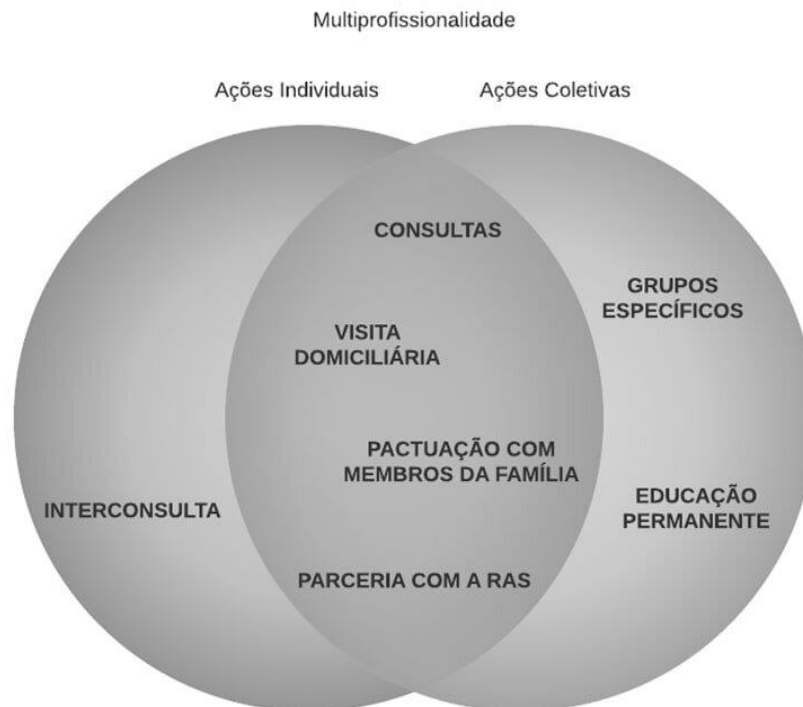 Multiprofissionalidade
Ações Individuais
Ações Coletivas
CONSULTAS
GRUPOS
ESPECÍFICOS
VISITA
DOMICILIÁRIA
PACTUAÇÃO COM
MEMBROS DA FAMÍLIA
INTERCONSULTA
EDUCAÇÃO
PERMANENTE
PARCERIA COM A RAS